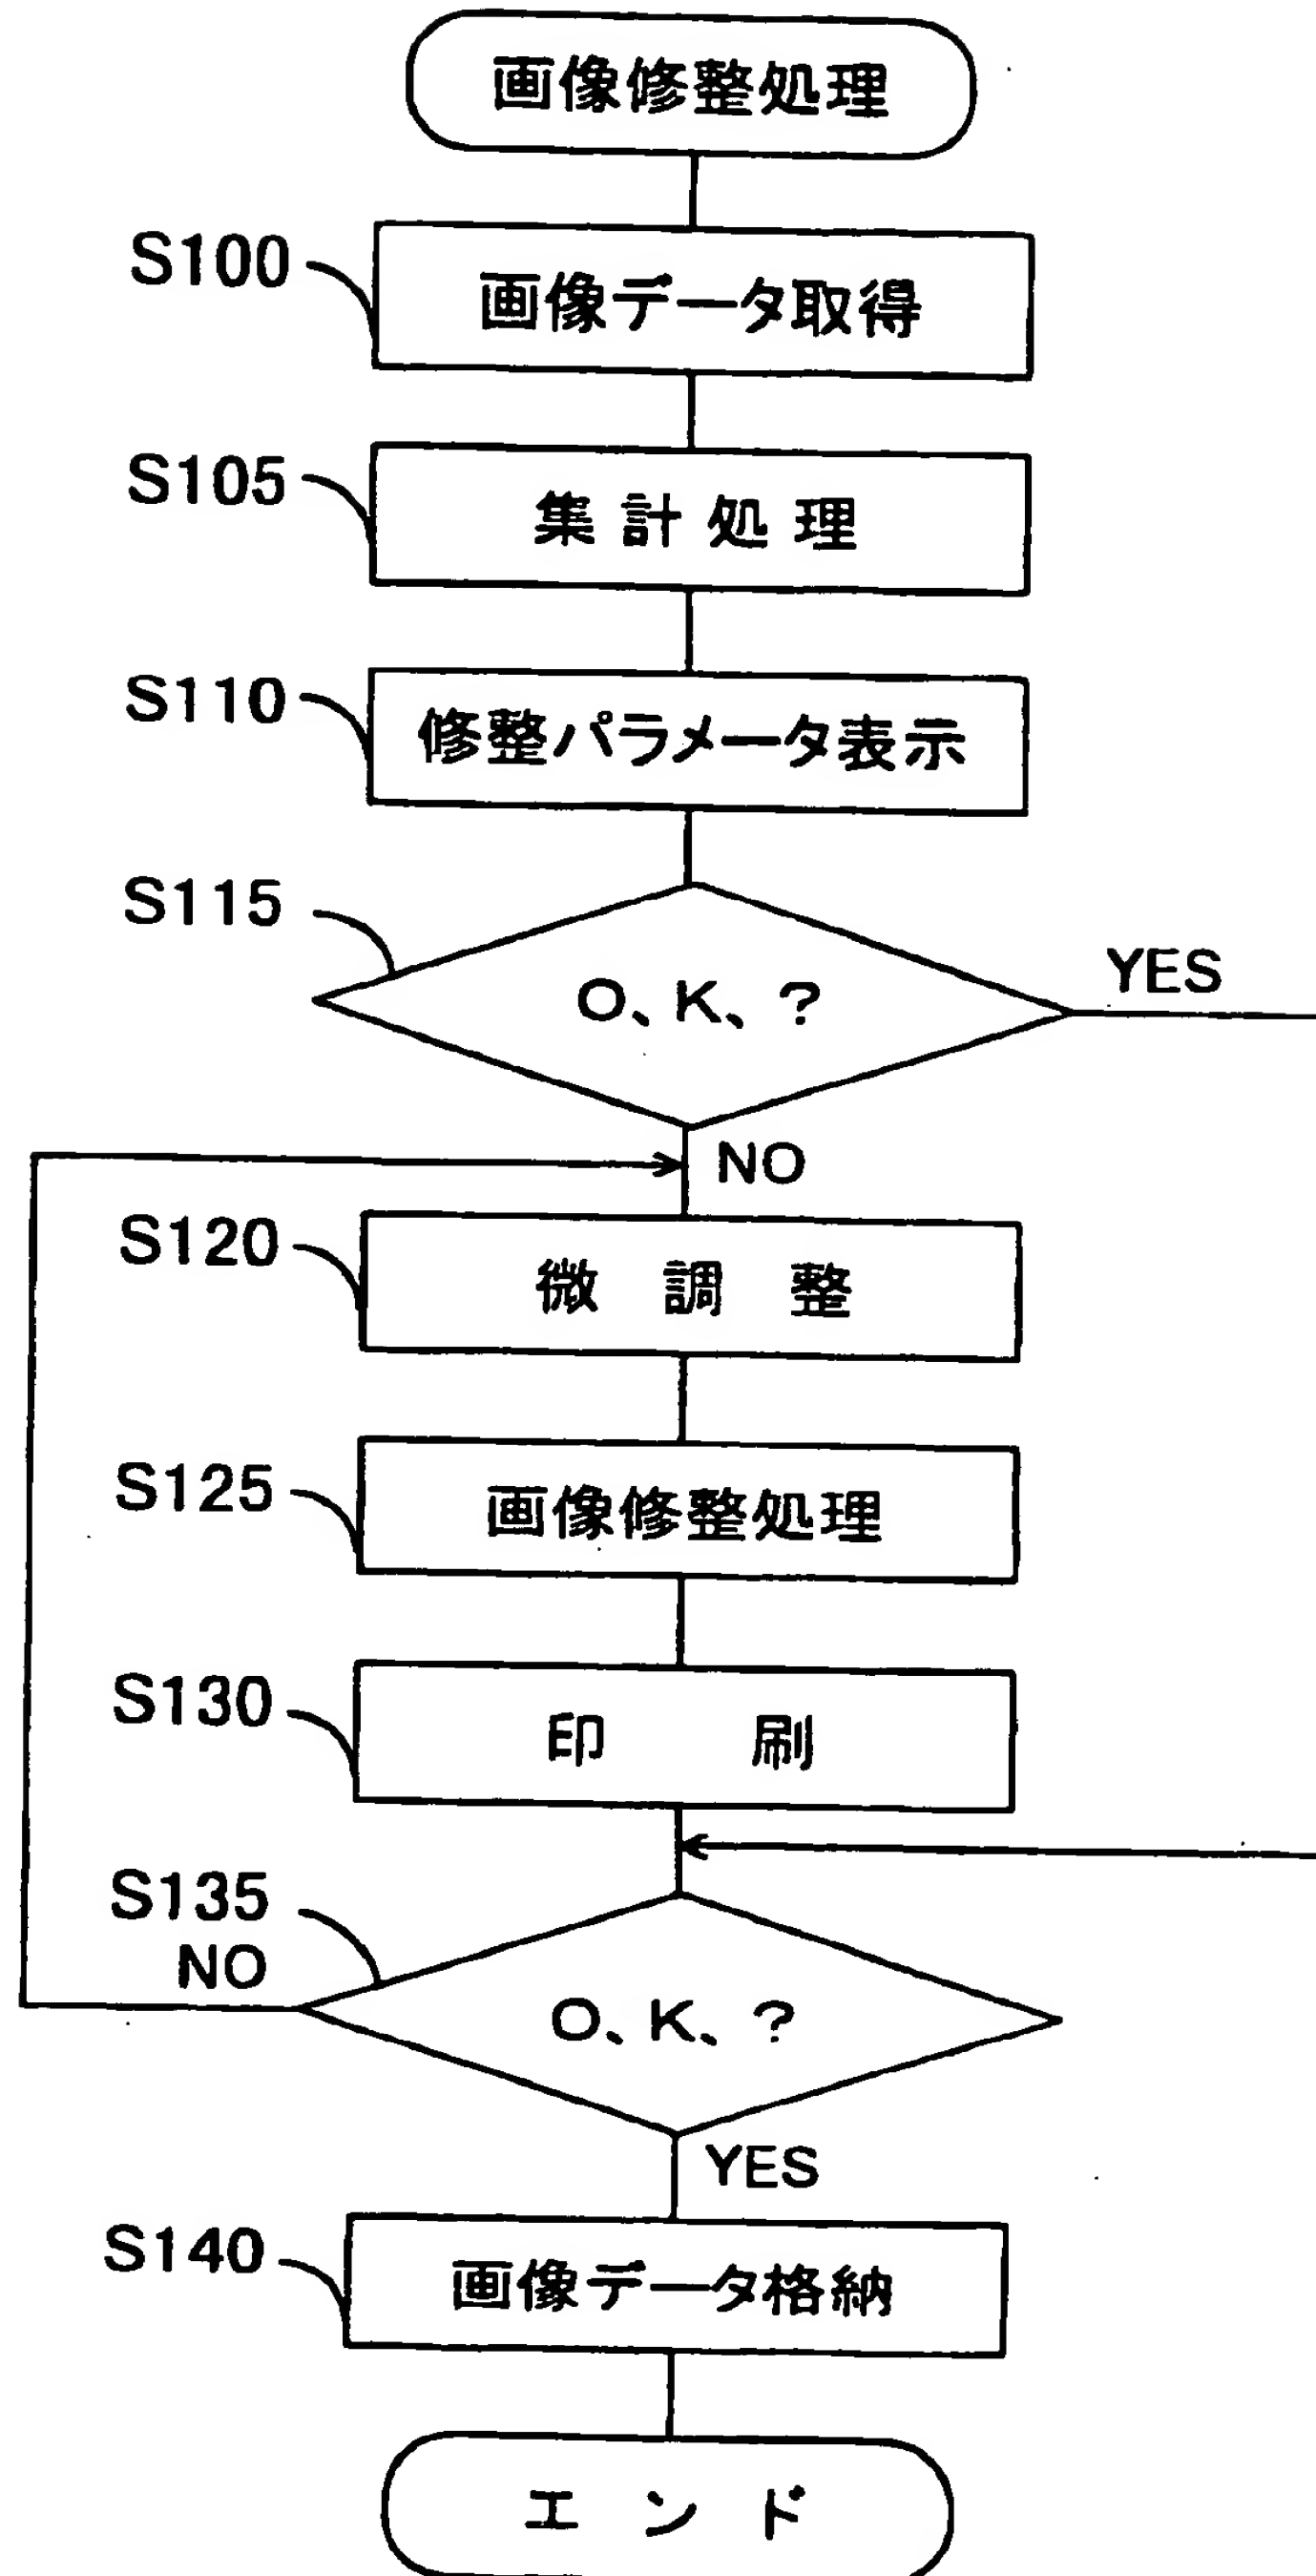 画像修整処理
S100
画像データ取得
S105
集計処理
S110
修整パラメータ表示
S115
O、K、?
YES
NO
S120
微調整
S125
画像修整処理
S130
印刷
S135
NO
O、K、?
YES
S140
画像データ格納
エンド